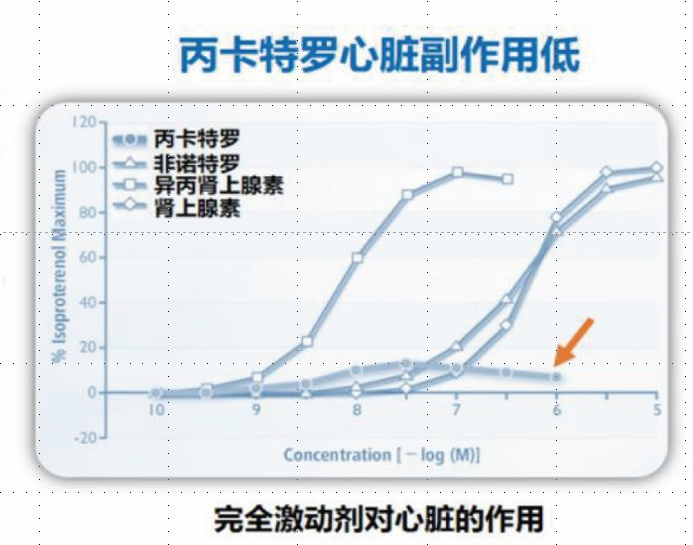 丙卡特罗心脏副作用低
120
丙卡特罗
非诺特罗
100
异丙肾上腺素
肾上腺素
80
60
40
20
0
-20
% Isoproterenol Maximum
10 9 8 7 6 5
Concentration [ — log (M)]
完全激动剂对心脏的作用